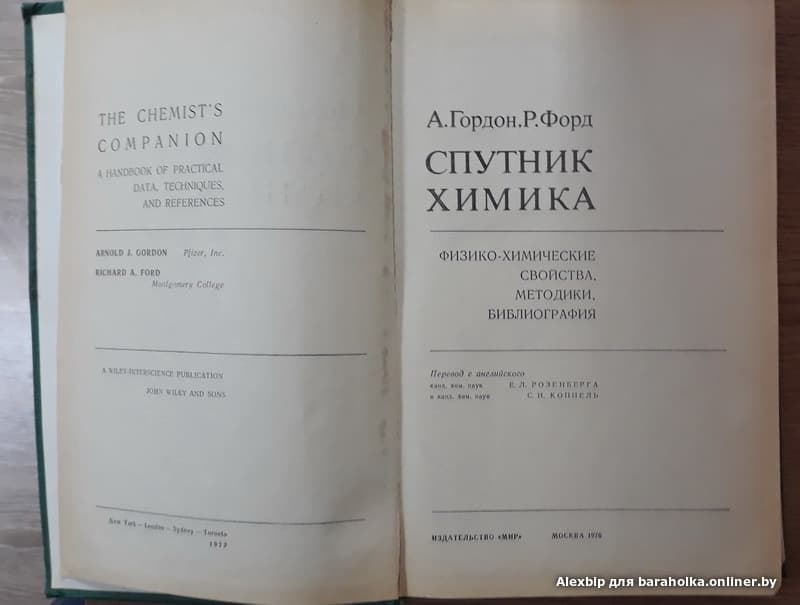 THE CHEMIST'S
COMPANION
A HANDBOOK OF PRACTICAL
DATA, TECHNIQUES,
AND REFERENCES
ARNOLD J. GORDON Pfizer, Inc.
RICHARD A. FORD
Montgomery College
A WILEY-INTERSCIENCE PUBLICATION
JOHN WILEY AND SONS
New York — London — Sydney — Toronto
1972
А. Гордон, Р. Форд
СПУТНИК
ХИМИКА
ФИЗИКО-ХИМИЧЕСКИЕ
СВОЙСТВА,
МЕТОДИКИ,
БИБЛИОГРАФИЯ
Перевод с английского
канд. хим. наук Е. Л. РОЗЕНБЕРГА
и канд. хим. наук С. И. КОППЕЛЬ
ИЗДАТЕЛЬСТВО «МИР» МОСКВА 1976
Alexbip для baraholka.onliner.by